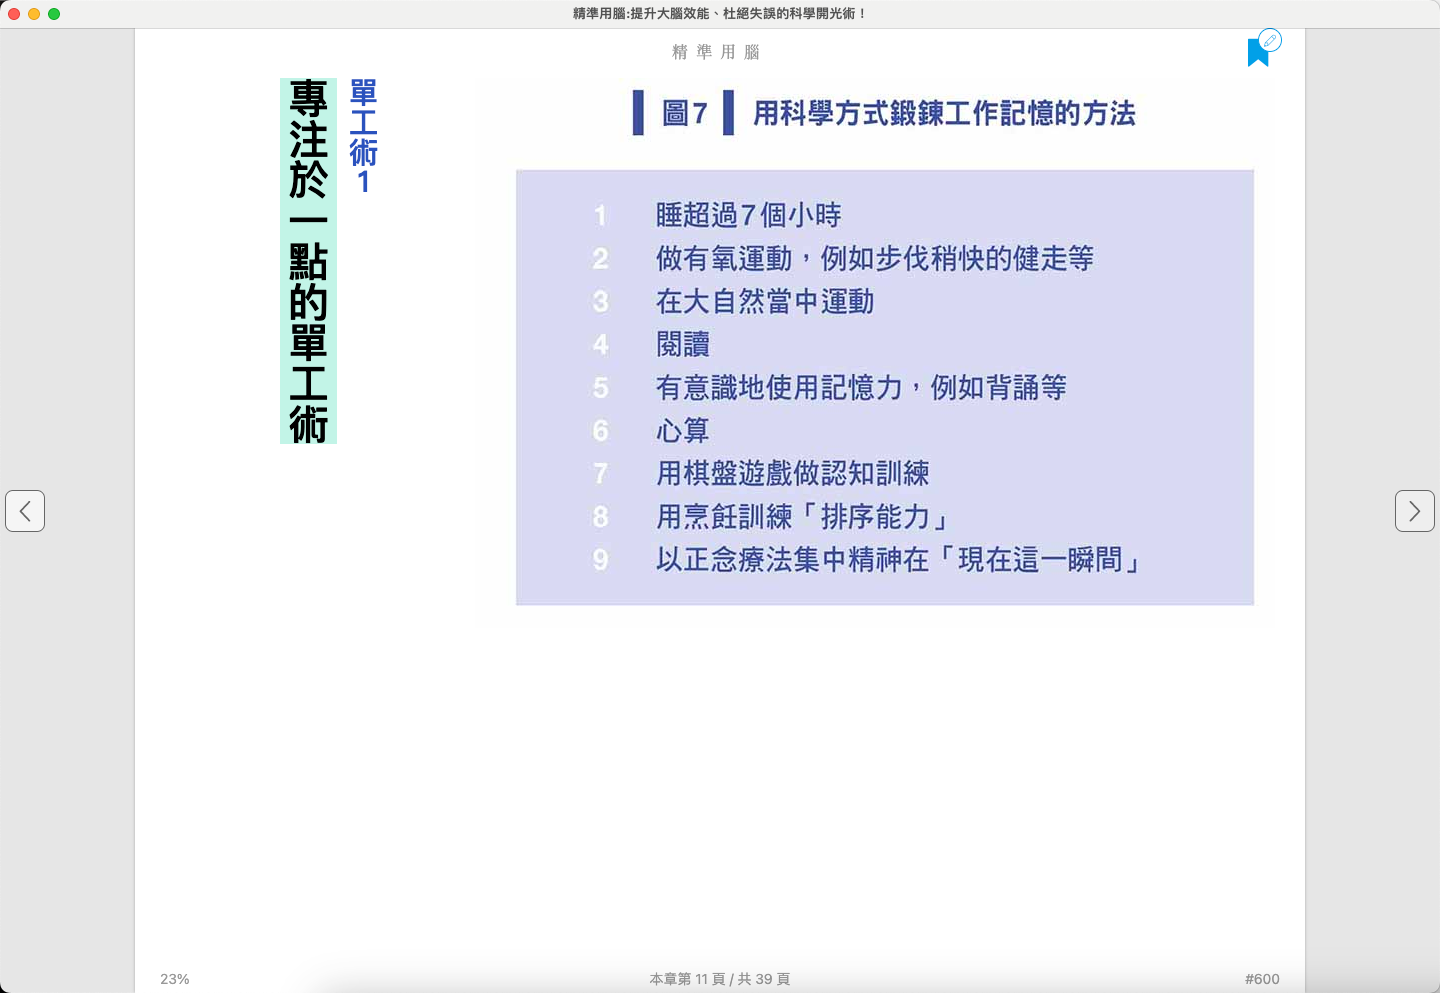 精準用腦:提升大腦效能、杜絕失誤的科學開光術！
精準用腦
圖7 用科學方式鍛鍊工作記憶的方法
1 睡超過7個小時
2 做有氧運動，例如步伐稍快的健走等
3 在大自然當中運動
4 閱讀
5 有意識地使用記憶力，例如背誦等
6 心算
7 用棋盤遊戲做認知訓練
8 用烹飪訓練「排序能力」
9 以正念療法集中精神在「現在這一瞬間」
單工術1
專注於一點的單工術
23%
本章第 11 頁 / 共 39 頁
#600